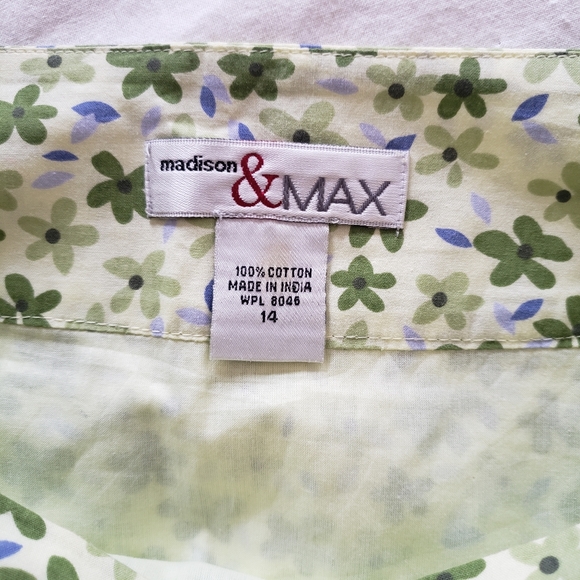 madison &MAX
100% COTTON
MADE IN INDIA
WPL 8046
14